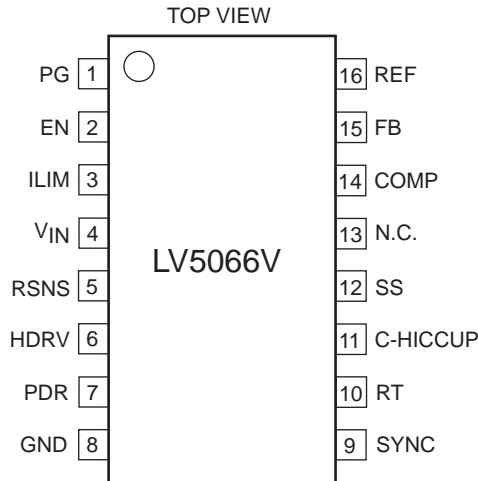 TOP VIEW
PG 1
16 REF
EN 2
15 FB
ILIM 3
14 COMP
VIN 4
13 N.C.
LV5066V
RSNS 5
12 SS
HDRV 6
11 C-HICCUP
PDR 7
10 RT
GND 8
9 SYNC